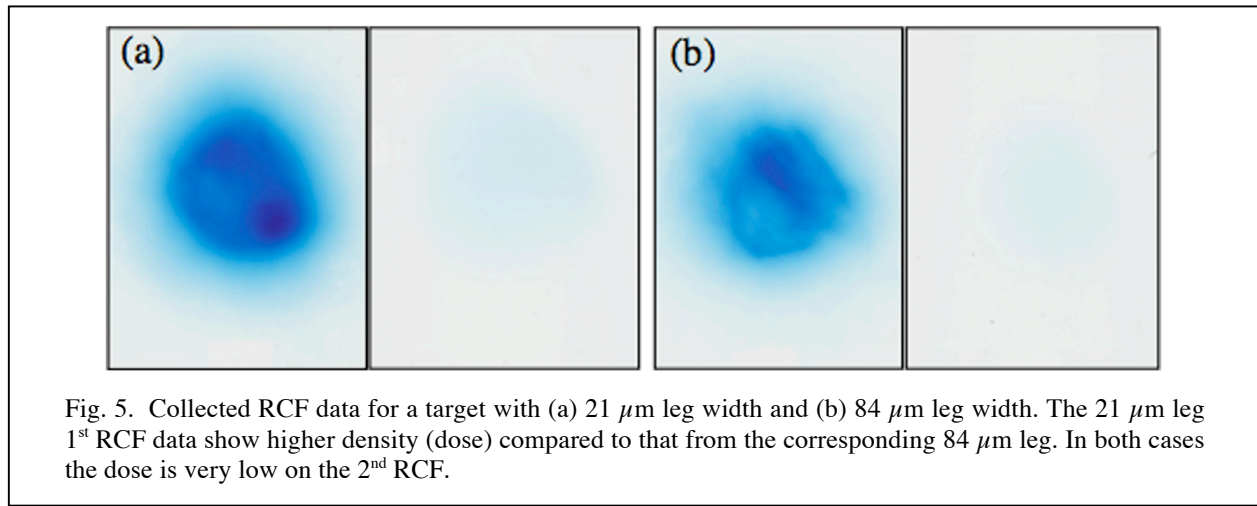 (a)
(b)
Fig. 5. Collected RCF data for a target with (a) 21 µm leg width and (b) 84 µm leg width. The 21 µm leg
1st RCF data show higher density (dose) compared to that from the corresponding 84 µm leg. In both cases
the dose is very low on the 2nd RCF.